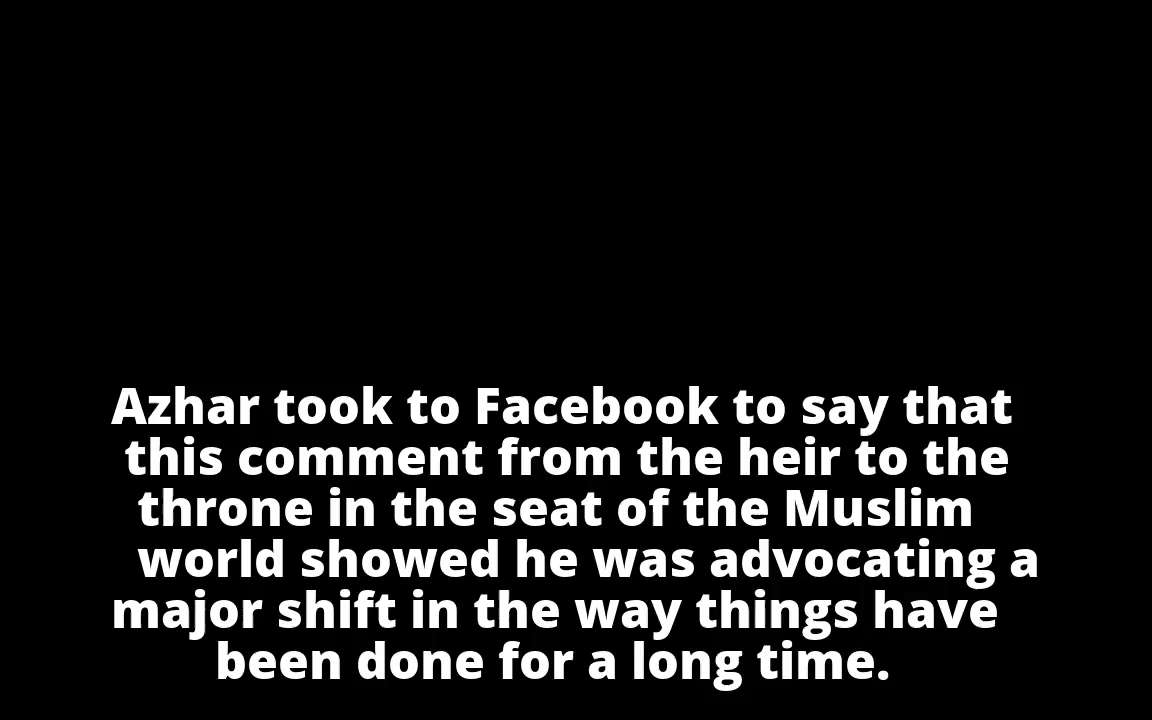 Azhar took to Facebook to say that
this comment from the heir to the
throne in the seat of the Muslim
world showed he was advocating a
major shift in the way things have
been done for a long time.